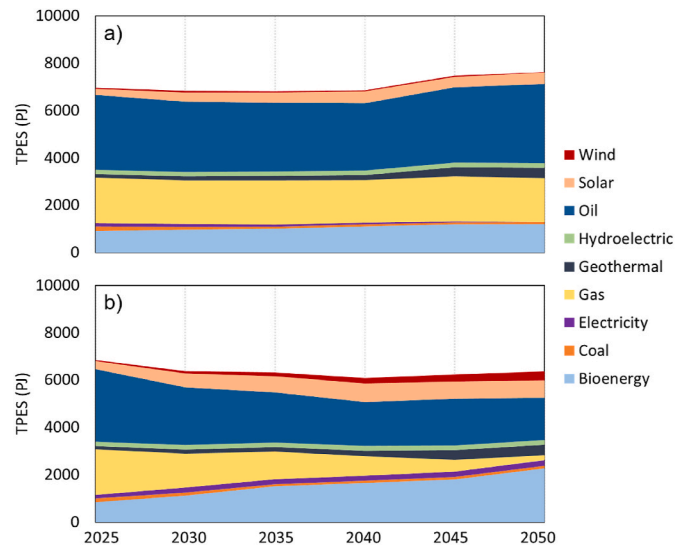 a)
10000
8000
6000
4000
2000
0
TPES (PJ)
b)
10000
8000
6000
4000
2000
0
TPES (PJ)
2025 2030 2035 2040 2045 2050
Wind
Solar
Oil
Hydroelectric
Geothermal
Gas
Electricity
Coal
Bioenergy